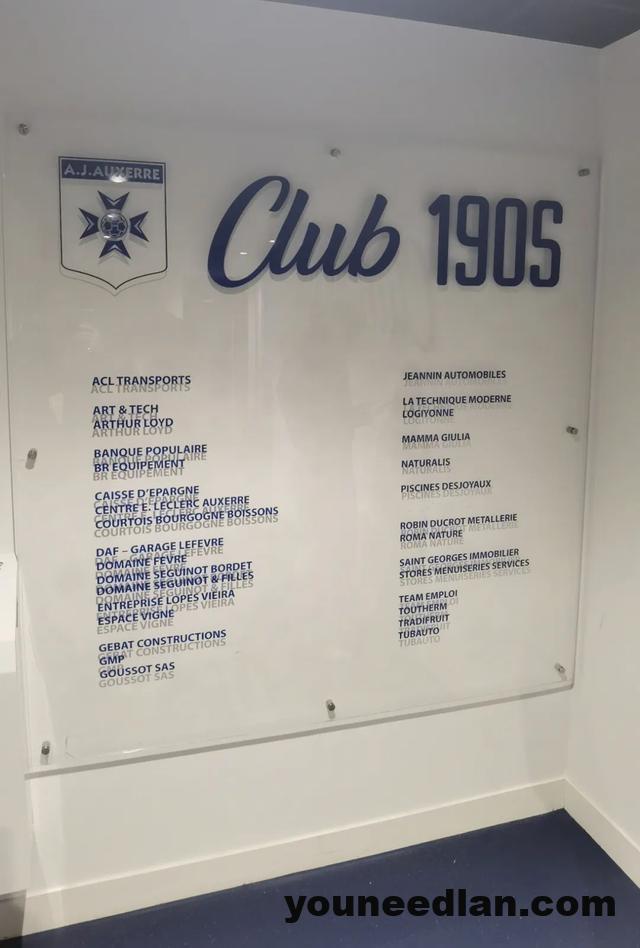 A.J.AUXERRE
Club 1905
ACL TRANSPORTS
ART & TECH
ARTHUR LOYD
BANQUE POPULAIRE
BR EQUIPEMENT
CAISSE D'EPARGNE
CENTRE E. LECLERC AUXERRE
COURTOIS BOURGOGNE BOISSONS
DAF – GARAGE LEFEVRE
DOMAINE FEVRE
DOMAINE SEGUINOT BORDET
DOMAINE SEGUINOT & FILLES
ENTREPRISE LOPES VIEIRA
ESPACE VIGNE
GEBAT CONSTRUCTIONS
GMP
GOUSSOT SAS
JEANNIN AUTOMOBILES
LA TECHNIQUE MODERNE
LOGIYONNE
MAMMA GIULIA
NATURALIS
PISCINES DESJOYAUX
ROBIN DUCROT METALLERIE
ROMA NATURE
SAINT GEORGES IMMOBILIER
STORES MENUISERIES SERVICES
TEAM EMPLOI
TOUTHERM
TRADIFRUIT
TUBAUTO
youneedlan.com